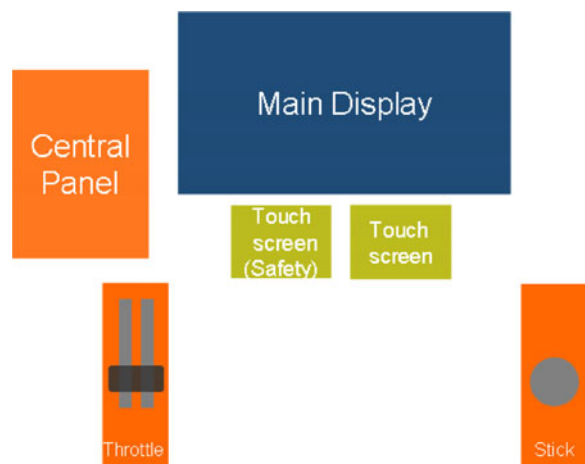 Main Display
Central
Panel
Touch
screen
(Safety)
Touch
screen
Throttle
Stick